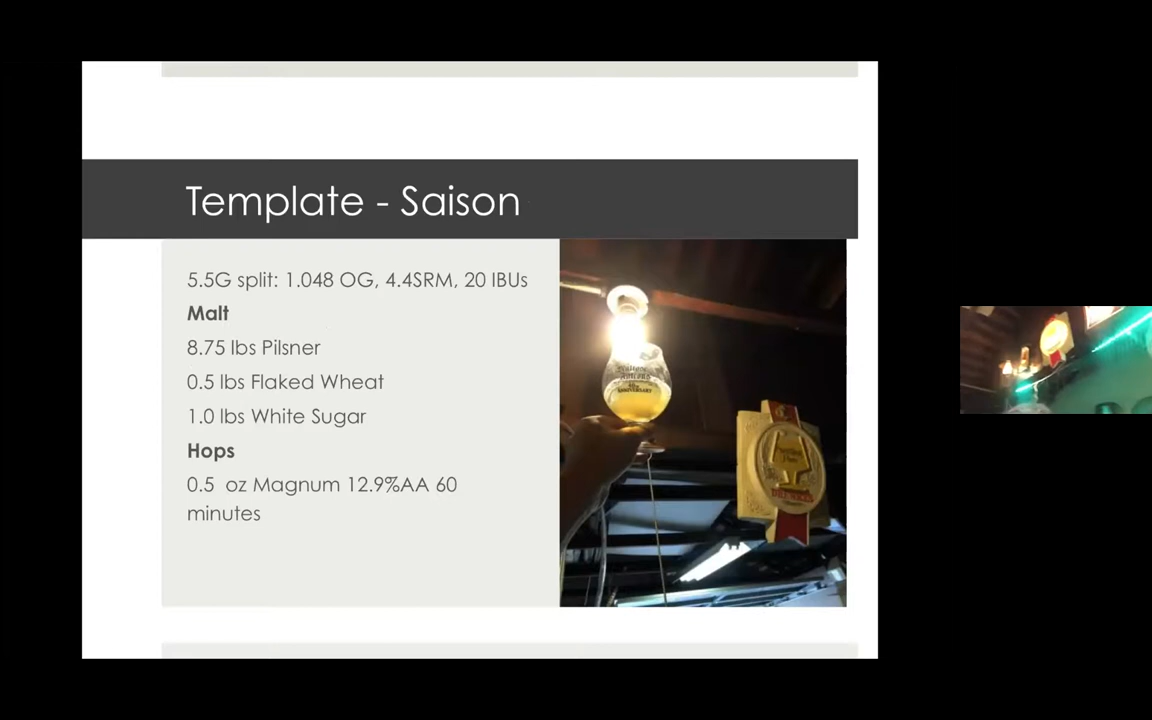 Template - Saison
5.5G split: 1.048 OG, 4.4SRM, 20 IBUs
Malt
8.75 lbs Pilsner
0.5 lbs Flaked Wheat
1.0 lbs White Sugar
Hops
0.5  oz Magnum 12.9%AA 60
minutes
ANNIVERSARY